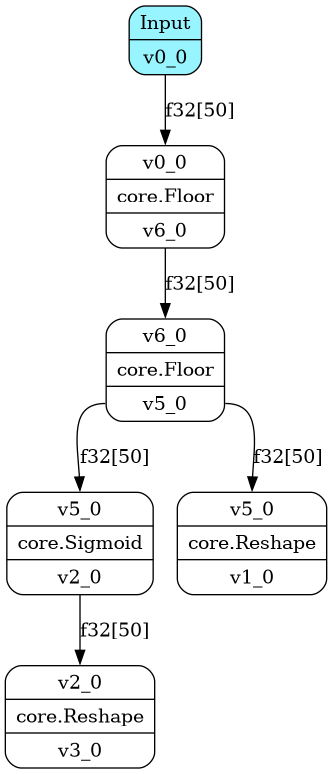 Input
v0_0
f32[50]
v0_0
core.Floor
v6_0
f32[50]
v6_0
core.Floor
v5_0
f32[50]
f32[50]
v5_0
core.Sigmoid
v2_0
v5_0
core.Reshape
v1_0
f32[50]
v2_0
core.Reshape
v3_0